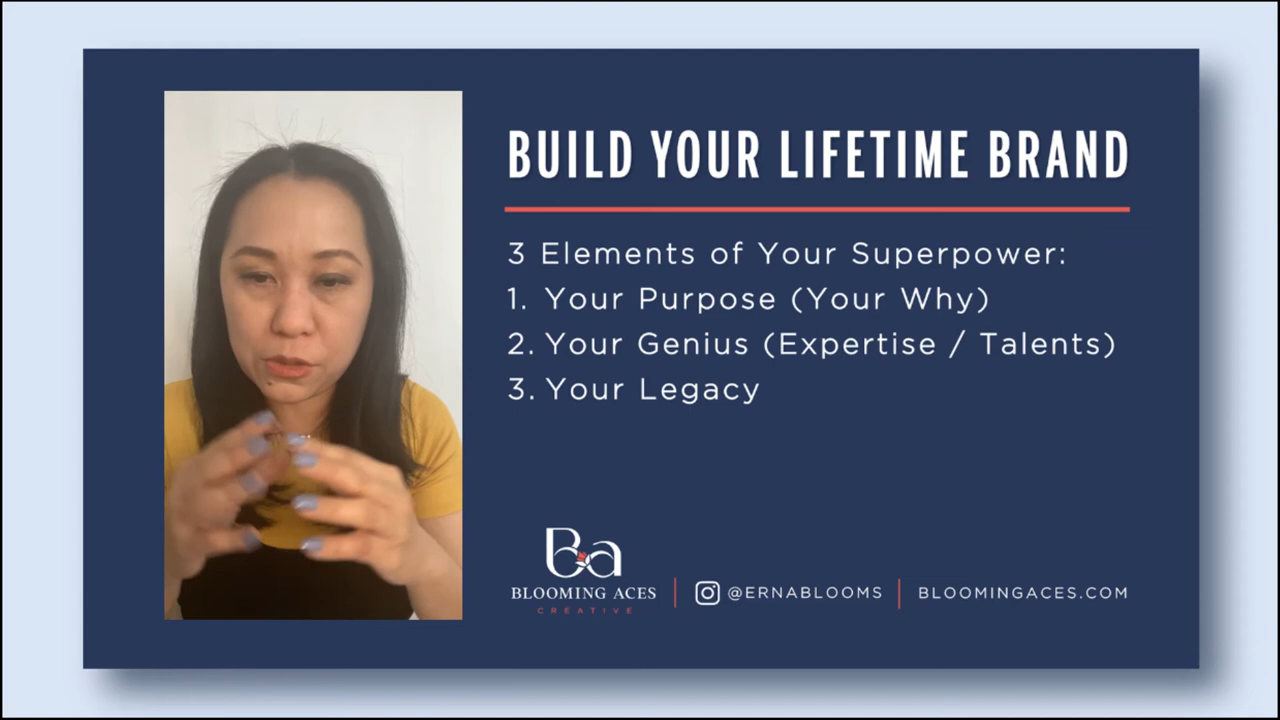 BUILD YOUR LIFETIME BRAND
3 Elements of Your Superpower:
1. Your Purpose (Your Why)
2. Your Genius (Expertise / Talents)
3. Your Legacy
Ba
BLOOMING ACES
CREATIVE
@ERNABLOOMS
BLOOMINGACES.COM